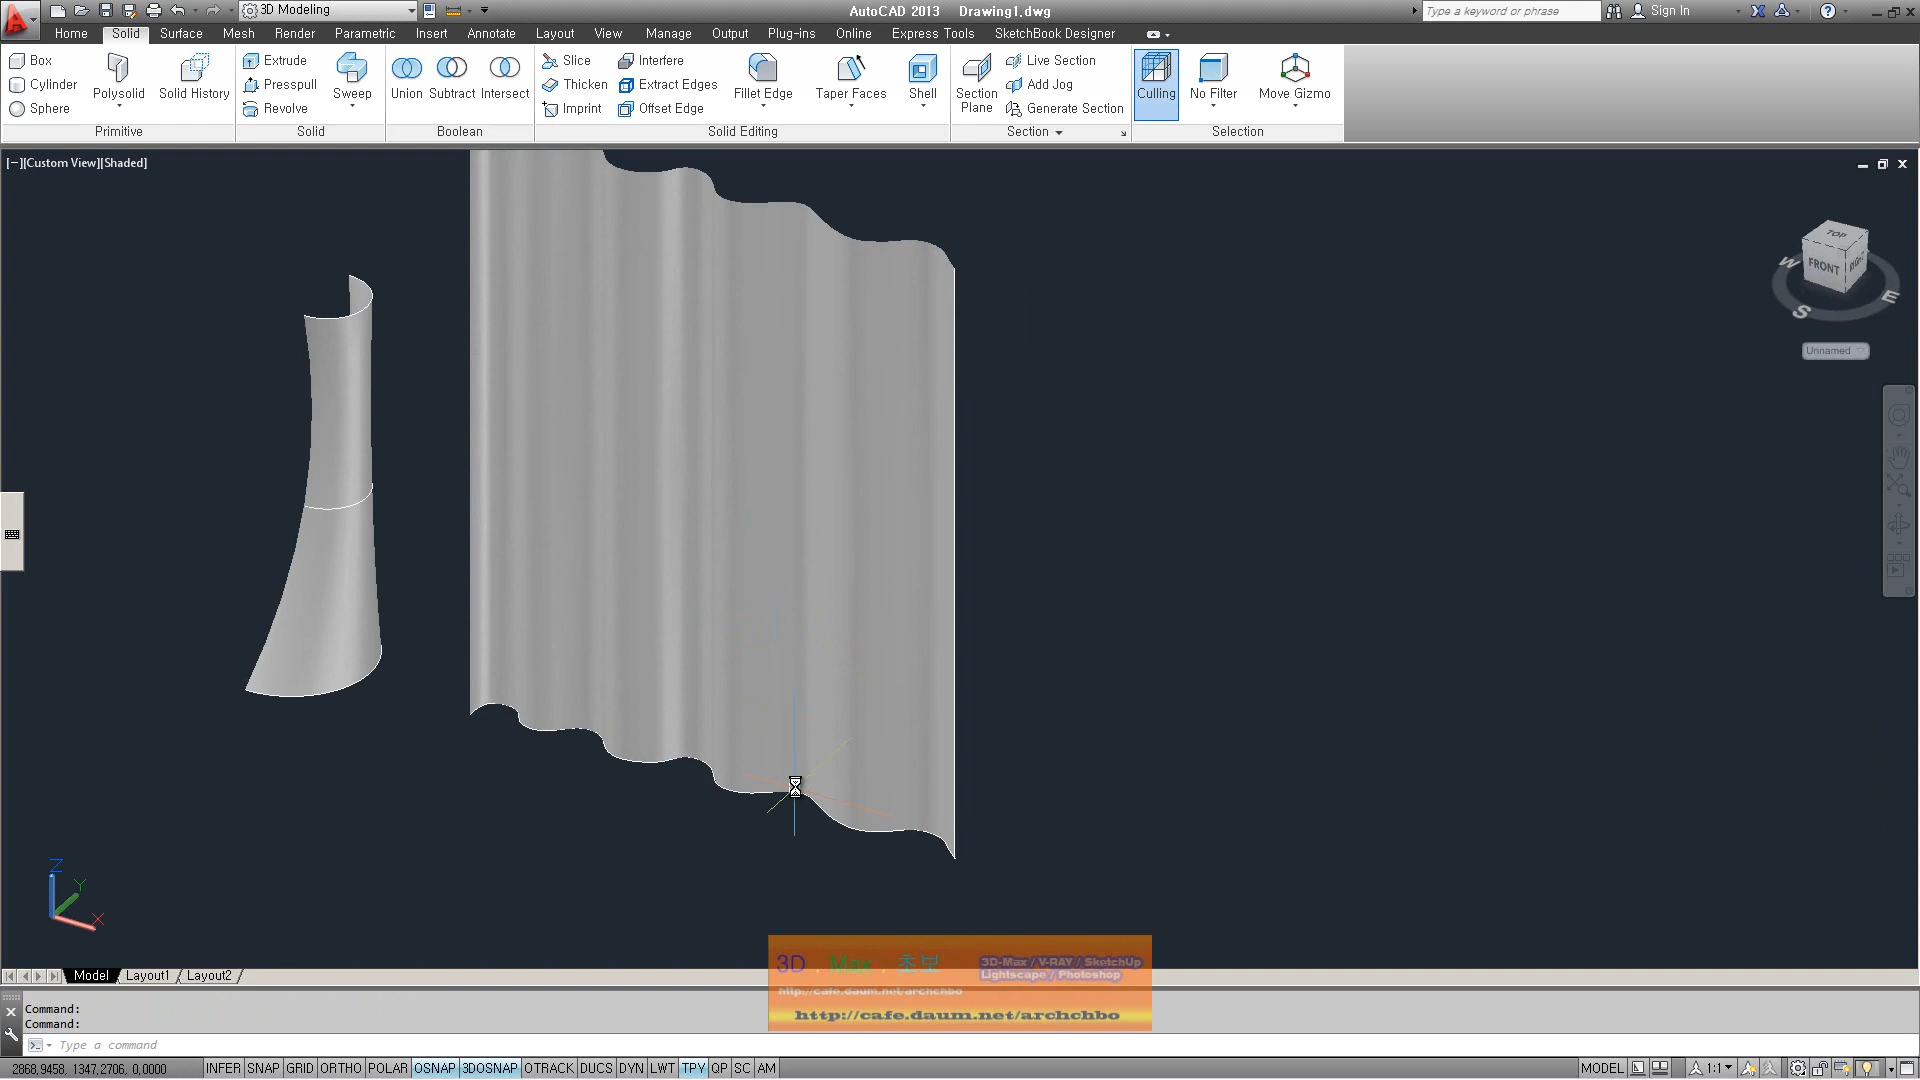 3D Modeling
AutoCAD 2013 Drawing1.dwg
Type a keyword or phrase
Sign In
Home Solid Surface Mesh Render Parametric Insert Annotate Layout View Manage Output Plug-ins Online Express Tools SketchBook Designer
Box
Cylinder
Sphere
Polysolid
Solid History
Primitive
Extrude
Presspull
Revolve
Sweep
Solid
Union Subtract Intersect
Boolean
Slice
Thicken
Imprint
Interfere
Extract Edges
Offset Edge
Fillet Edge
Taper Faces
Shell
Solid Editing
Section
Plane
Live Section
Add Jog
Generate Section
Section
Culling
No Filter
Move Gizmo
Selection
[−][Custom View][Shaded]
TOP
FRONT
RIGHT
W
S
E
Unnamed
Z
Y
X
Model Layout1 Layout2
3D . Max . 초보
3D-Max / V-RAY / SketchUp
Lightscape / Photoshop
http://cafe.daum.net/archchbo
http://cafe.daum.net/archchbo
Command:
Command:
Type a command
2868,9458, 1347,2706, 0,0000
INFER SNAP GRID ORTHO POLAR OSNAP 3DOSNAP OTRACK DUCS DYN LWT TPY QP SC AM
MODEL
1:1